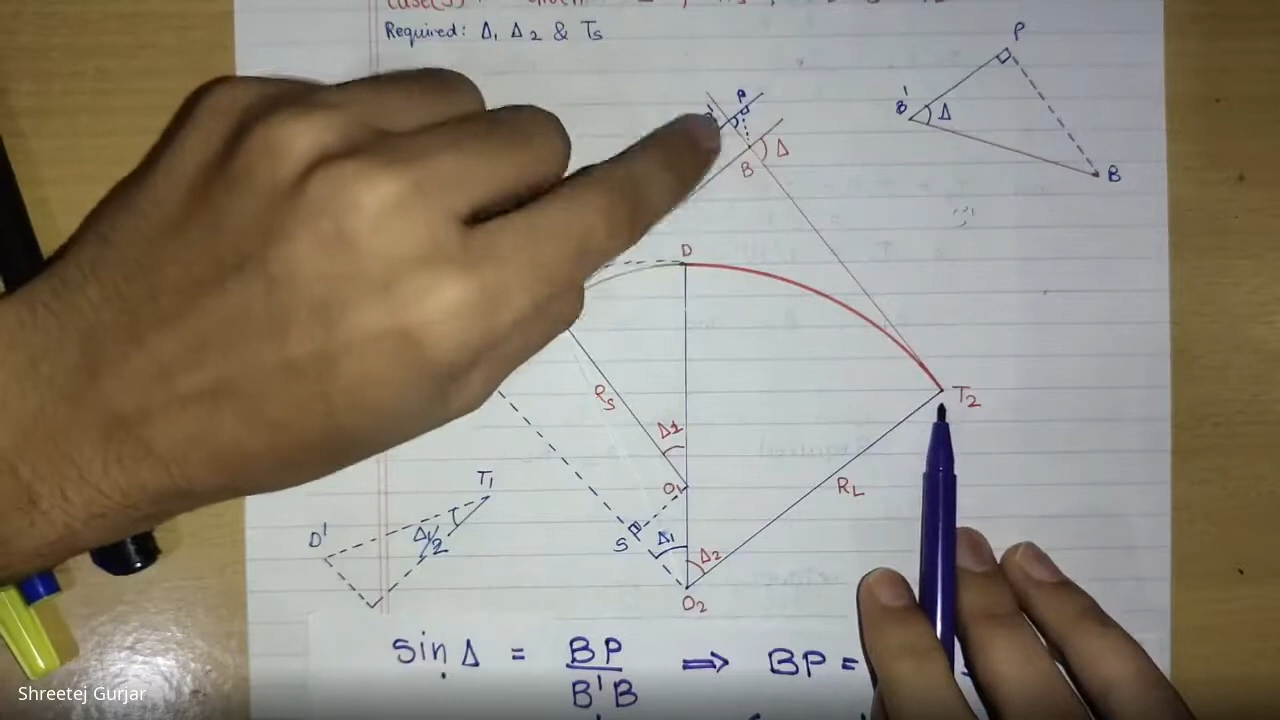 Required: Δ₁ Δ₂ & Ts
P
B'
Δ
B
P
B
Δ
D
T₂
Rs
Δ1
O₁
RL
S
P
Δ1
Δ₂
O₂
T₁
D'
Δ₁/2
sin Δ = BP/B'B ⇒ BP =
Shreetej Gurjar